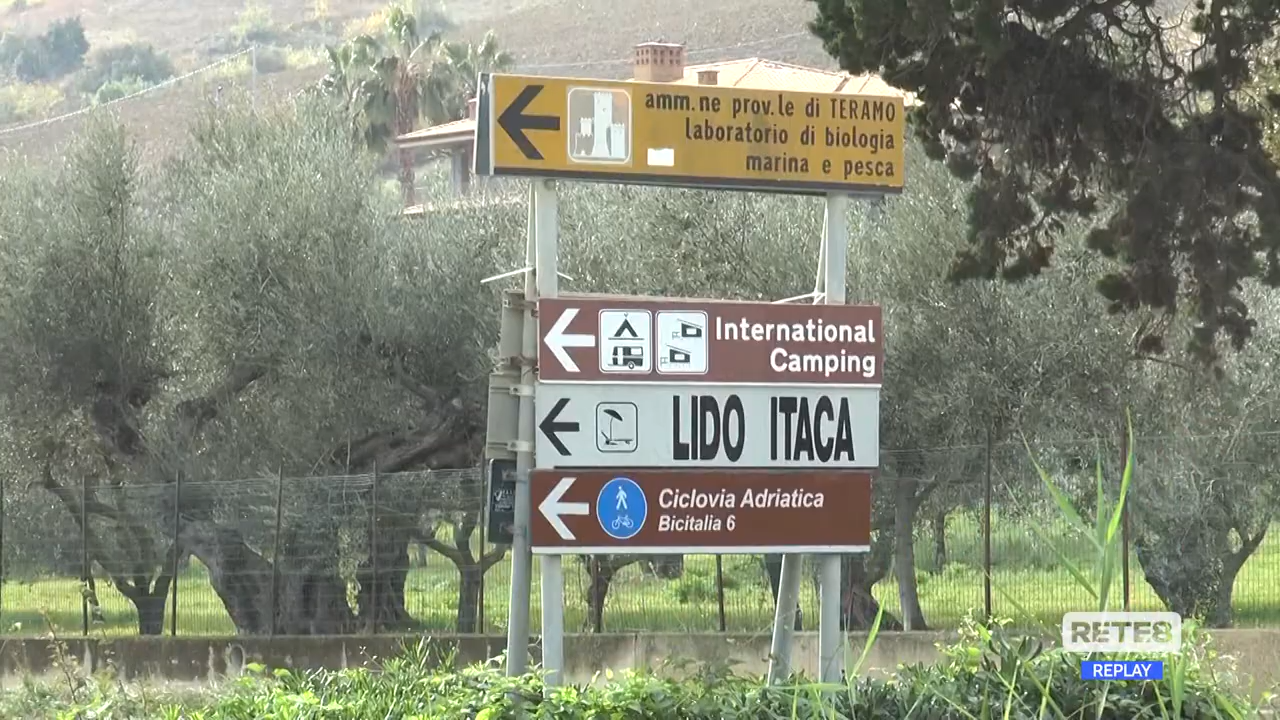 amm.ne prov.le di TERAMO
laboratorio di biologia
marina e pesca
International
Camping
LIDO ITACA
Ciclovia Adriatica
Bicitalia 6
RETE8
REPLAY